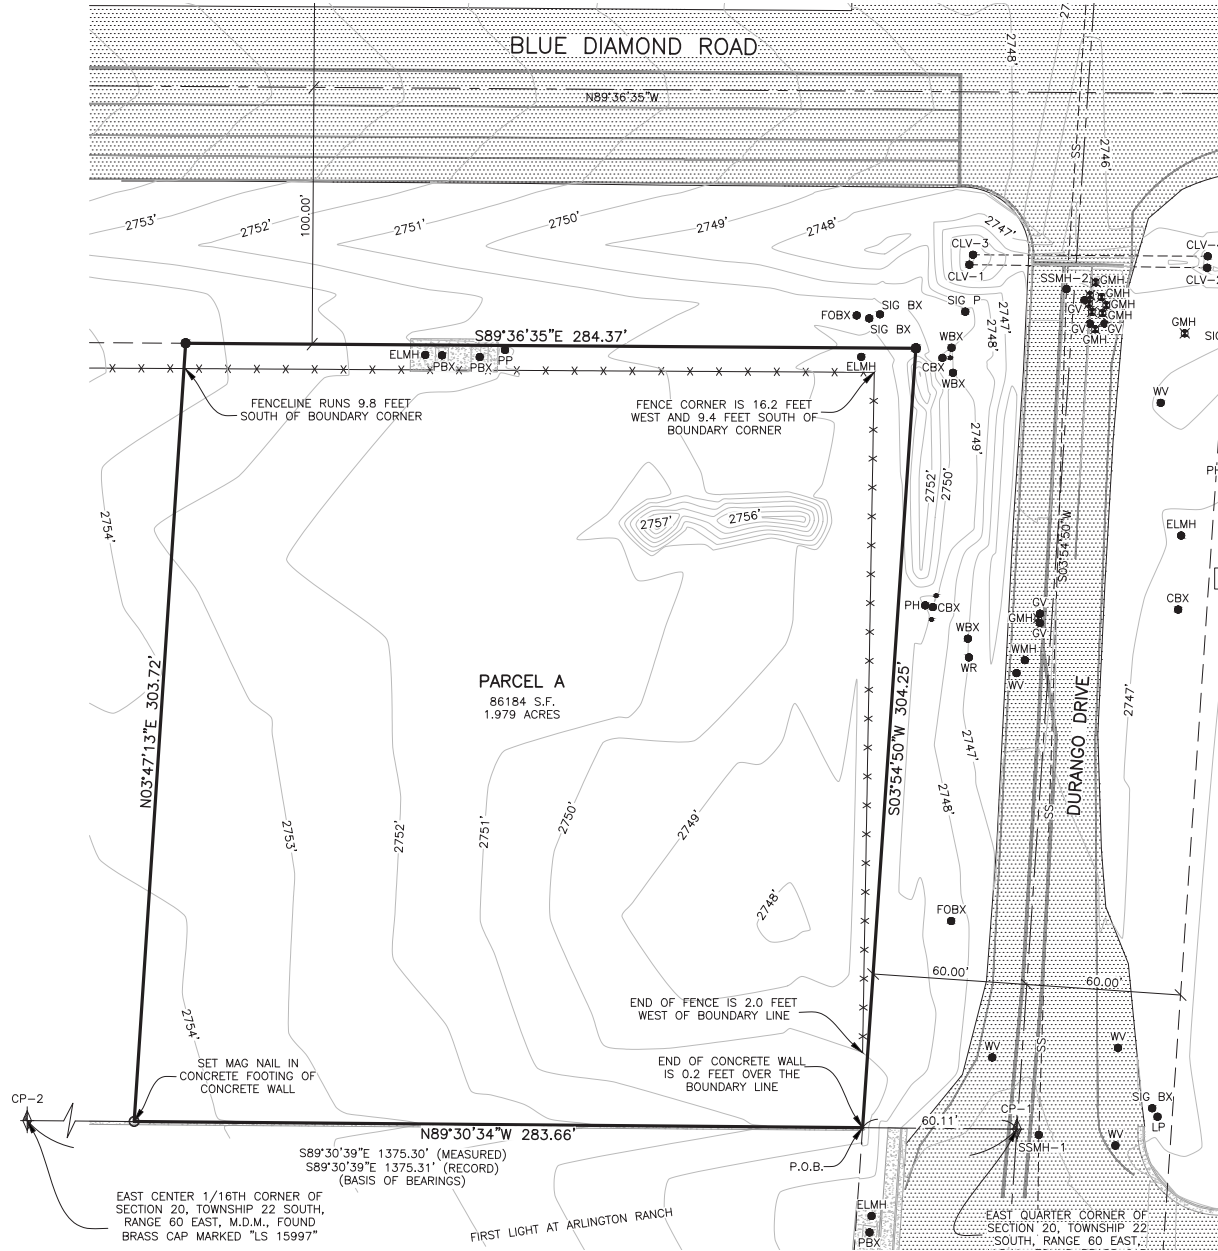 BLUE DIAMOND ROAD
27
2748'
N89°36'35"W
SS
2746'
100.00'
2753'
2752'
2751'
2750'
2749'
2748'
2747'
CLV-3
CLV-1
CLV-
CLV-
SSMH-2
GMH
GMH
GMH
GMH
GMH
GV
GV
GV
GMH
SIG
FOBX
SIG BX
SIG BX
SIG P
2747'
2748'
S89°36'35"E 284.37'
ELMH
PBX
PBX
PP
ELMH
CBX
WBX
WBX
WV
FENCELINE RUNS 9.8 FEET
SOUTH OF BOUNDARY CORNER
FENCE CORNER IS 16.2 FEET
WEST AND 9.4 FEET SOUTH OF
BOUNDARY CORNER
2749'
2752'
2750'
PH
2754'
2757'
2756'
ELMH
S03°54'50"W
CBX
PH
CBX
GV
GMH
GV
WBX
WR
WMH
WV
N03°47'13"E 303.72'
PARCEL A
86184 S.F.
1.979 ACRES
S03°54'50"W 304.25'
DURANGO DRIVE
2747'
2747'
2748'
2753'
2752'
2751'
2750'
2749'
SS
2748'
FOBX
60.00'
60.00'
END OF FENCE IS 2.0 FEET
WEST OF BOUNDARY LINE
2754'
SS
WV
WV
SET MAG NAIL IN
CONCRETE FOOTING OF
CONCRETE WALL
END OF CONCRETE WALL
IS 0.2 FEET OVER THE
BOUNDARY LINE
CP-2
SIG BX
LP
CP-1
60.11'
N89°30'34"W 283.66'
SSMH-1
WV
S89°30'39"E 1375.30' (MEASURED)
S89°30'39"E 1375.31' (RECORD)
(BASIS OF BEARINGS)
P.O.B.
EAST CENTER 1/16TH CORNER OF
SECTION 20, TOWNSHIP 22 SOUTH,
RANGE 60 EAST, M.D.M., FOUND
BRASS CAP MARKED "LS 15997"
FIRST LIGHT AT ARLINGTON RANCH
ELMH
PBX
EAST QUARTER CORNER OF
SECTION 20, TOWNSHIP 22
SOUTH, RANGE 60 EAST,